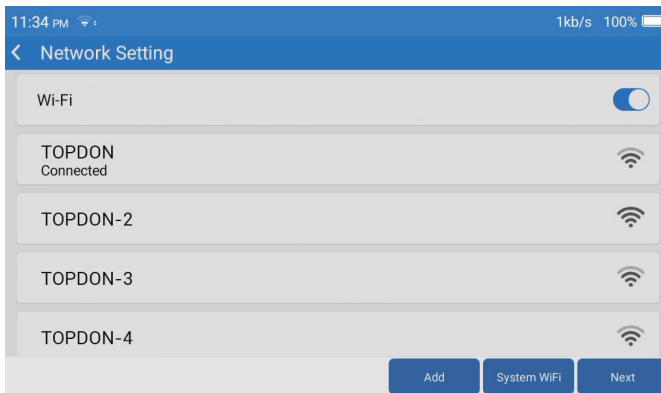 11:34 PM 1kb/s 100%
Network Setting
Wi-Fi
TOPDON
Connected
TOPDON-2
TOPDON-3
TOPDON-4
Add System WiFi Next